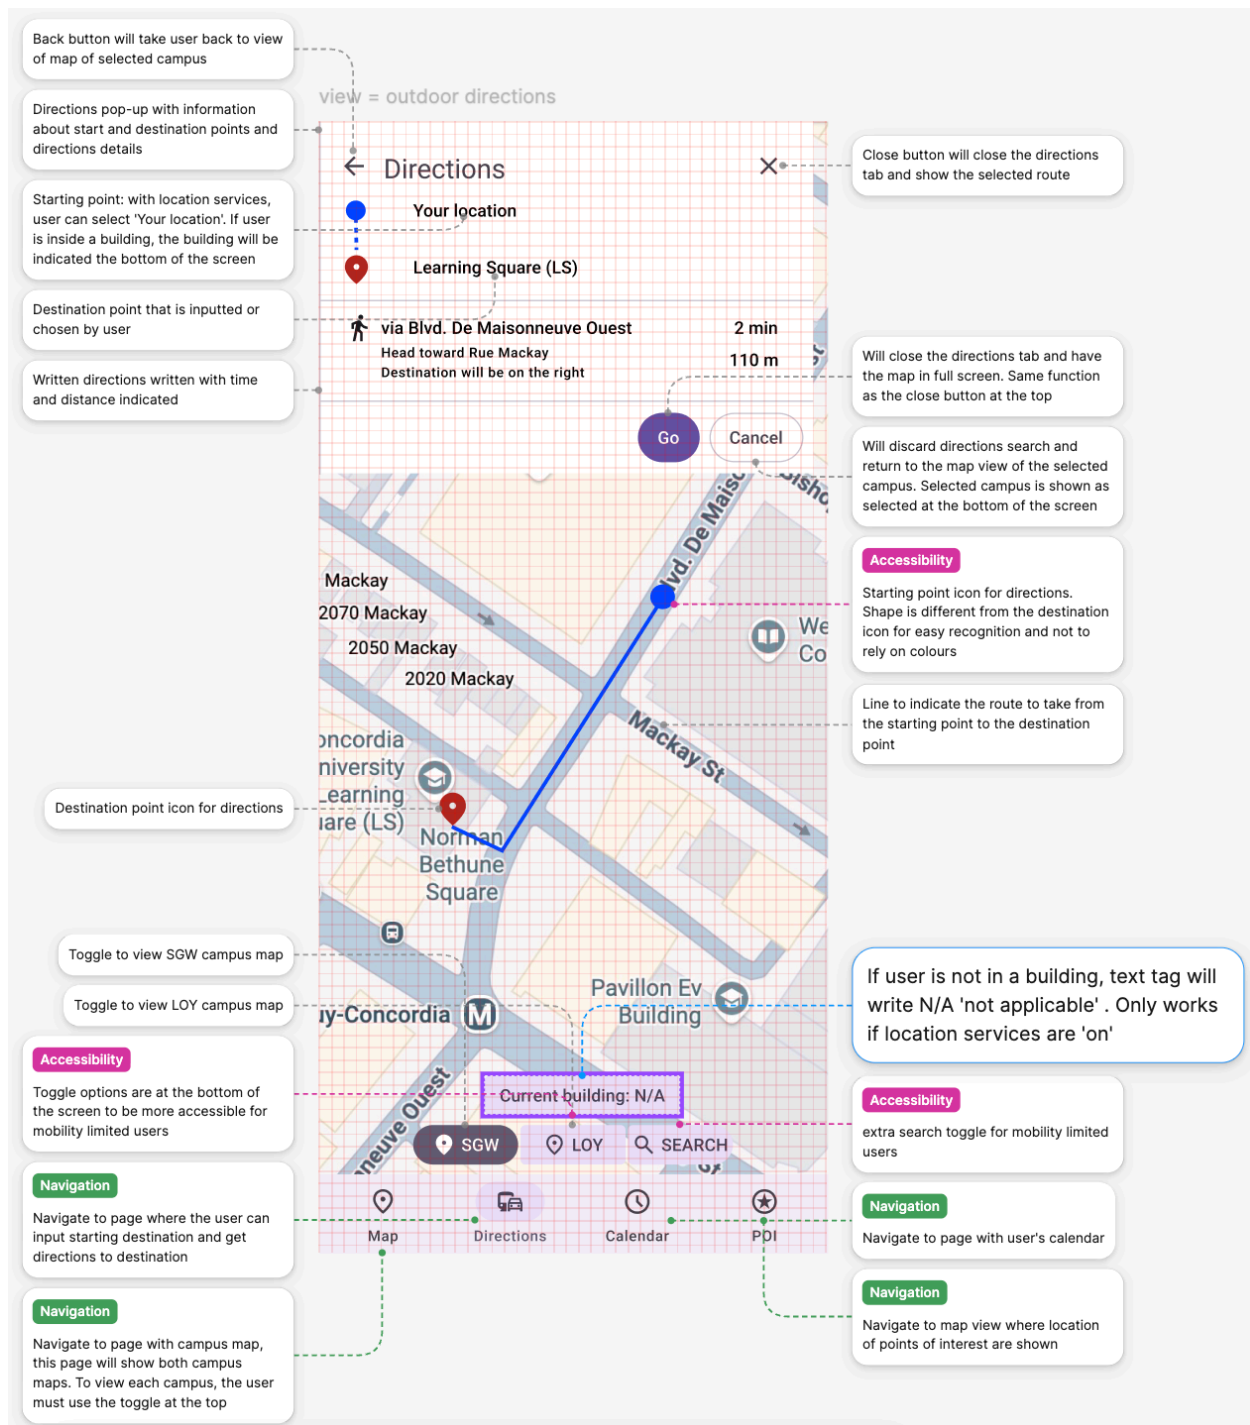 Back button will take user back to view
of map of selected campus
Directions pop-up with information
about start and destination points and
directions details
Starting point: with location services,
user can select 'Your location'. If user
is inside a building, the building will be
indicated the bottom of the screen
Destination point that is inputted or
chosen by user
Written directions written with time
and distance indicated
view = outdoor directions
Directions
Your location
Learning Square (LS)
via Blvd. De Maisonneuve Ouest
2 min
Head toward Rue Mackay
110 m
Destination will be on the right
Go
Cancel
Close button will close the directions
tab and show the selected route
Will close the directions tab and have
the map in full screen. Same function
as the close button at the top
Will discard directions search and
return to the map view of the selected
campus. Selected campus is shown as
selected at the bottom of the screen
Accessibility
Starting point icon for directions.
Shape is different from the destination
icon for easy recognition and not to
rely on colours
Line to indicate the route to take from
the starting point to the destination
point
lvd. De Maiso
Bisho
Mackay
2070 Mackay
2050 Mackay
2020 Mackay
We
Co
Mackay St
oncordia
niversity
Learning
uare (LS)
Norman
Bethune
Square
Destination point icon for directions
Toggle to view SGW campus map
Toggle to view LOY campus map
Pavillon Ev
Building
uy-Concordia
M
nneuve Ouest
Current building: N/A
SGW
LOY
SEARCH
Map
Directions
Calendar
POI
Accessibility
Toggle options are at the bottom of
the screen to be more accessible for
mobility limited users
Navigation
Navigate to page where the user can
input starting destination and get
directions to destination
Navigation
Navigate to page with campus map,
this page will show both campus
maps. To view each campus, the user
must use the toggle at the top
If user is not in a building, text tag will
write N/A 'not applicable' . Only works
if location services are 'on'
Accessibility
extra search toggle for mobility limited
users
Navigation
Navigate to page with user's calendar
Navigation
Navigate to map view where location
of points of interest are shown